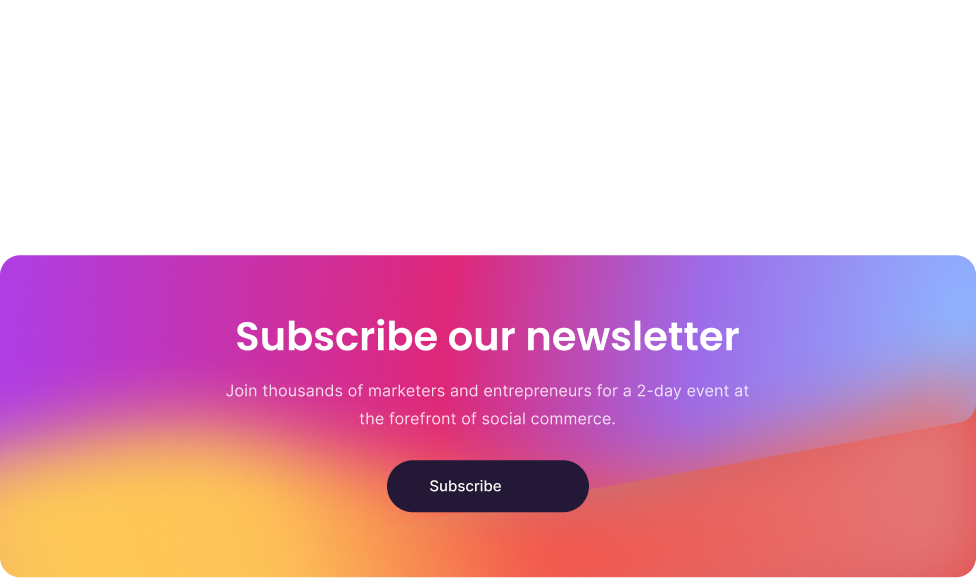 Subscribe our newsletter
Join thousands of marketers and entrepreneurs for a 2-day event at
the forefront of social commerce.
Subscribe